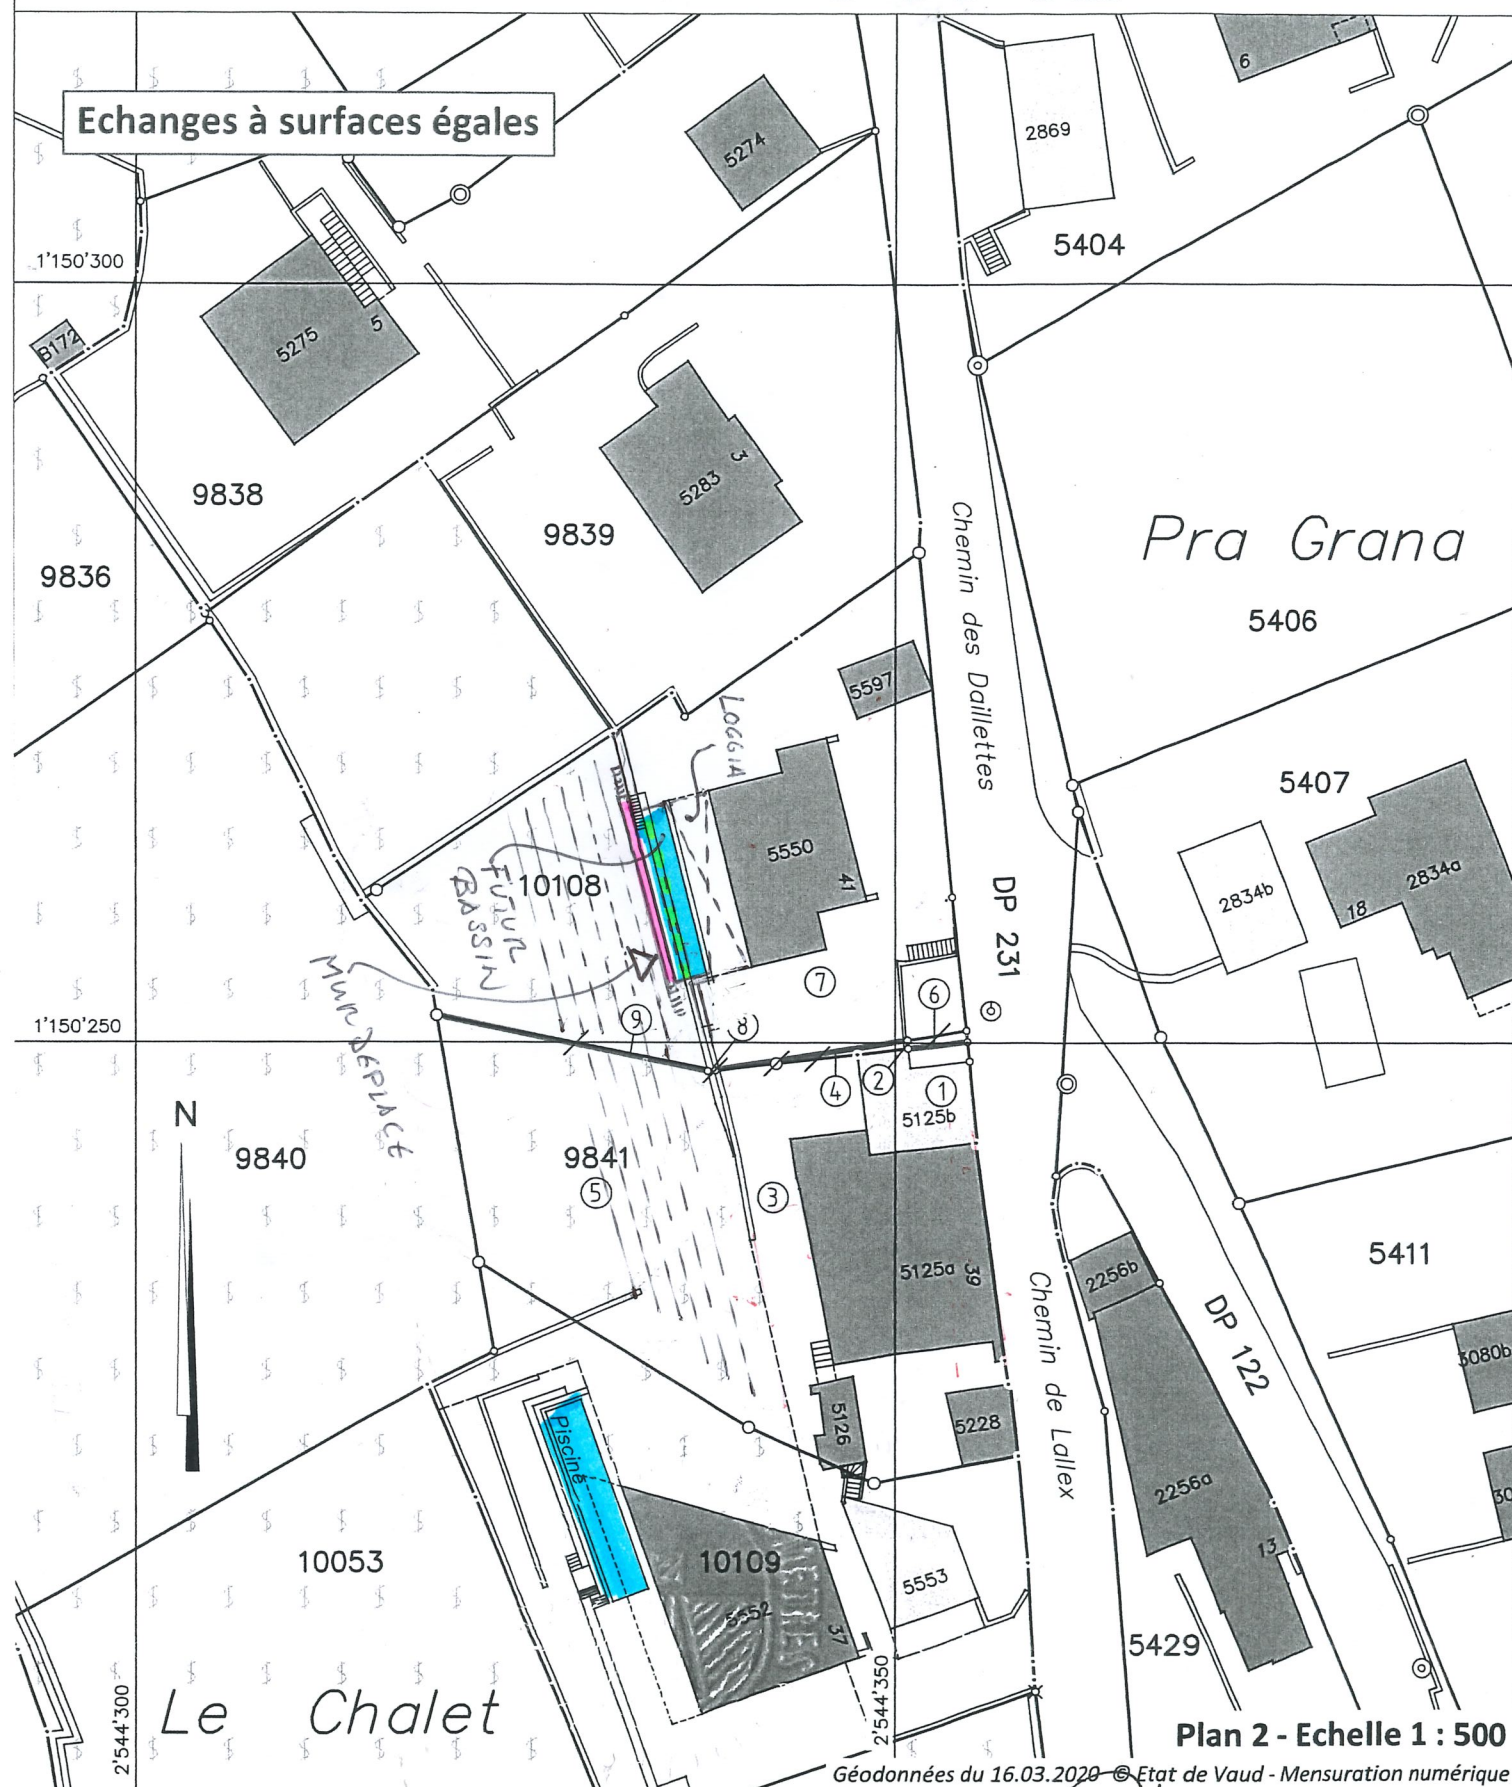 Echanges à surfaces égales
6
2869
5274
5404
1'150'300
5275
5
B172
5283
3
9838
9839
9836
Pra Grana
5406
Chemin des Daillettes
5597
LOGGIA
5407
5550
41
10108
FUTUR
BASSIN
2834b
2834a
18
DP 231
MUR DEPLACE
7
6
9
8
1'150'250
4
2
1
5125b
N
9840
9841
5
3
5125a
39
2256b
5411
Chemin de Lallex
DP 122
3080b
5126
5228
Piscine
2256a
13
10053
10109
5552
37
5553
5429
2'544'300
2'544'350
Le Chalet
Plan 2 - Echelle 1 : 500
Géodonnées du 16.03.2020 © Etat de Vaud - Mensuration numérique